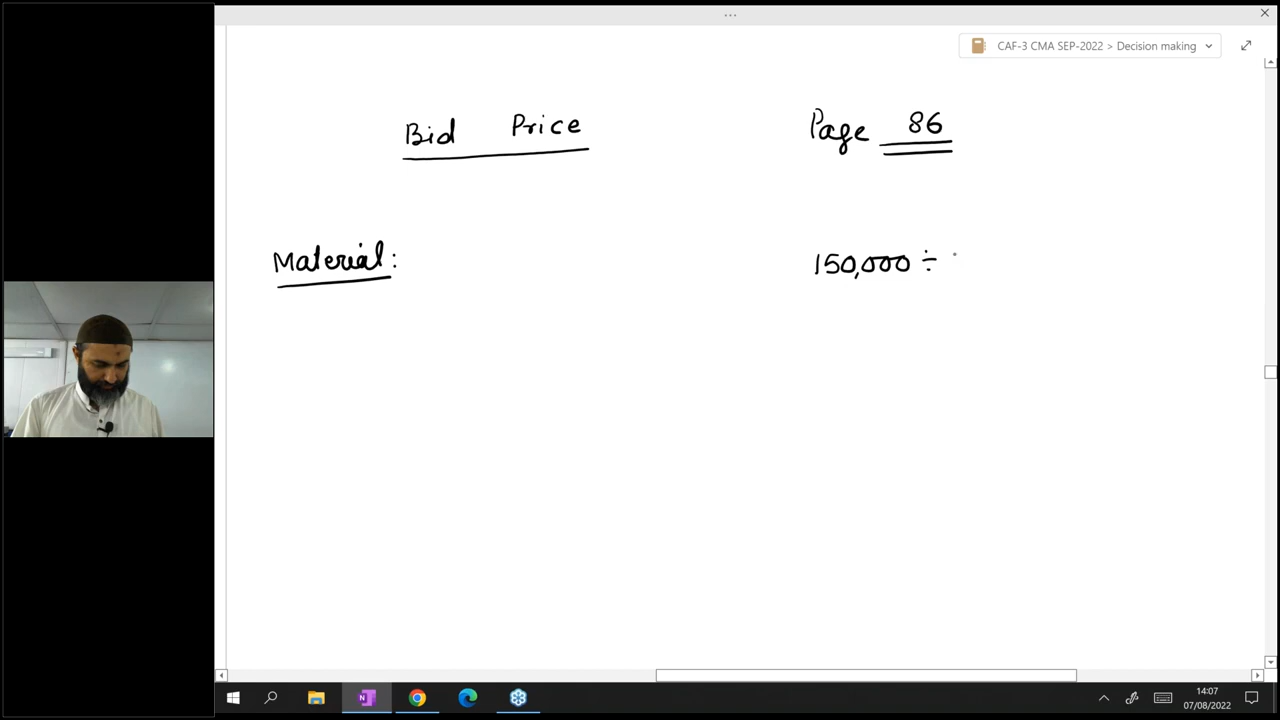 CAF-3 CMA SEP-2022 > Decision making
Bid Price
Page 86
Material:
150,000 ÷
14:07
07/08/2022